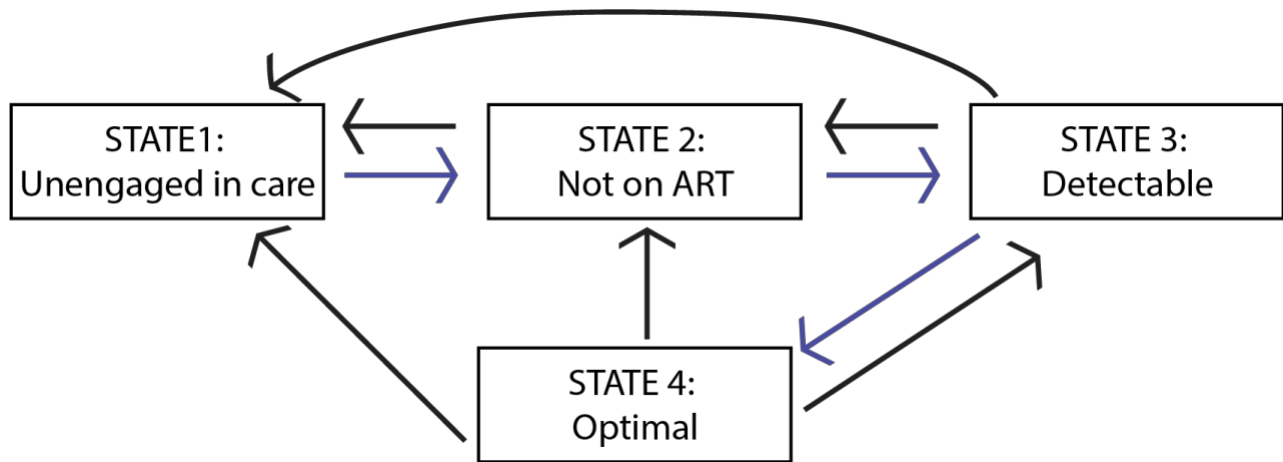 STATE1:
Unengaged in care
STATE 2:
Not on ART
STATE 3:
Detectable
STATE 4:
Optimal